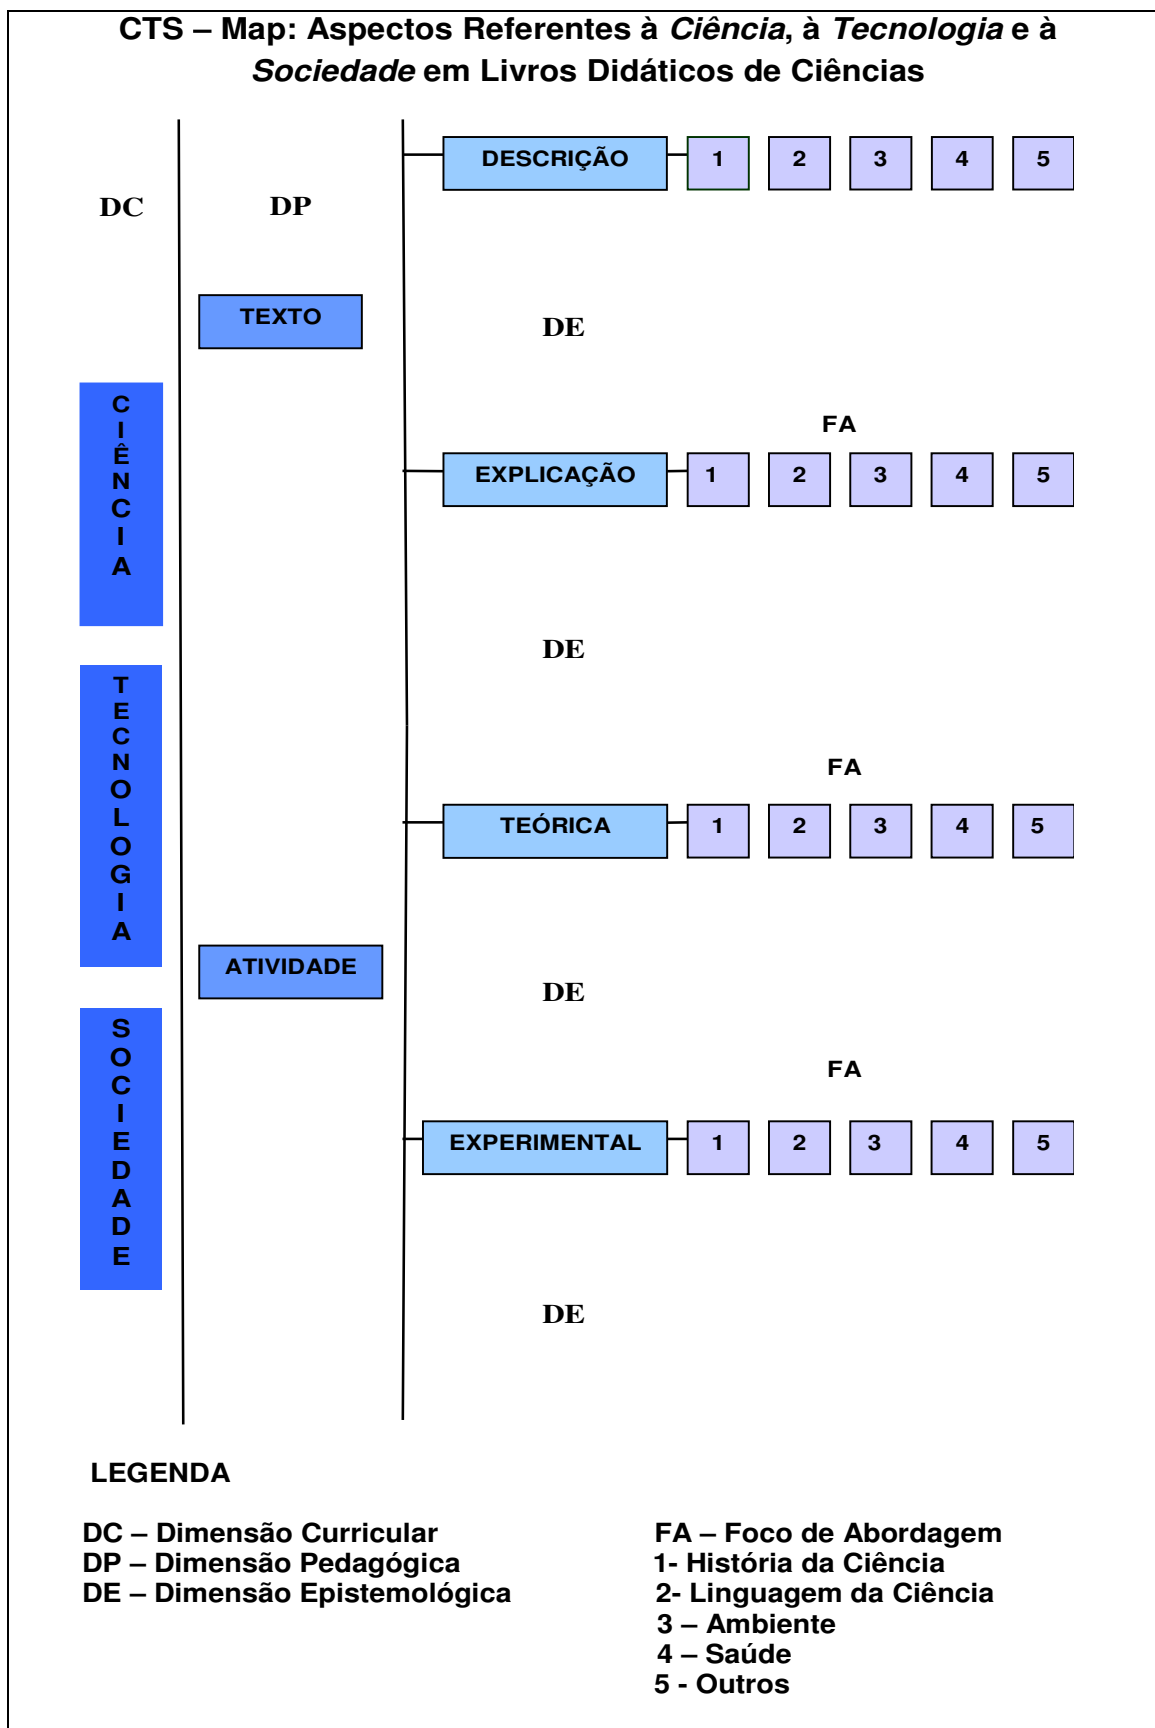 CTS – Map: Aspectos Referentes à Ciência, à Tecnologia e à
Sociedade em Livros Didáticos de Ciências
DESCRIÇÃO 1 2 3 4 5
DC DP
TEXTO
DE
CIÊNCIA
FA
EXPLICAÇÃO 1 2 3 4 5
DE
TECNOLOGIA
FA
TEÓRICA 1 2 3 4 5
ATIVIDADE
DE
SOCIEDADE
FA
EXPERIMENTAL 1 2 3 4 5
DE
LEGENDA
DC – Dimensão Curricular
DP – Dimensão Pedagógica
DE – Dimensão Epistemológica
FA – Foco de Abordagem
1- História da Ciência
2- Linguagem da Ciência
3 – Ambiente
4 – Saúde
5 - Outros